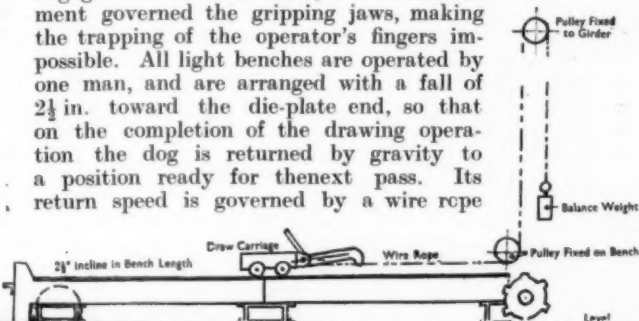 ment governed the gripping jaws, making
the trapping of the operator's fingers im-
possible. All light benches are operated by
one man, and are arranged with a fall of
2½ in. toward the die-plate end, so that
on the completion of the drawing opera-
tion the dog is returned by gravity to
a position ready for thenext pass. Its
return speed is governed by a wire rope
Pulley Fixed
to Girder
Balance Weight
Draw Carriage
Wire Rope
Pulley Fixed on Bench
2½" Incline in Bench Length
Level